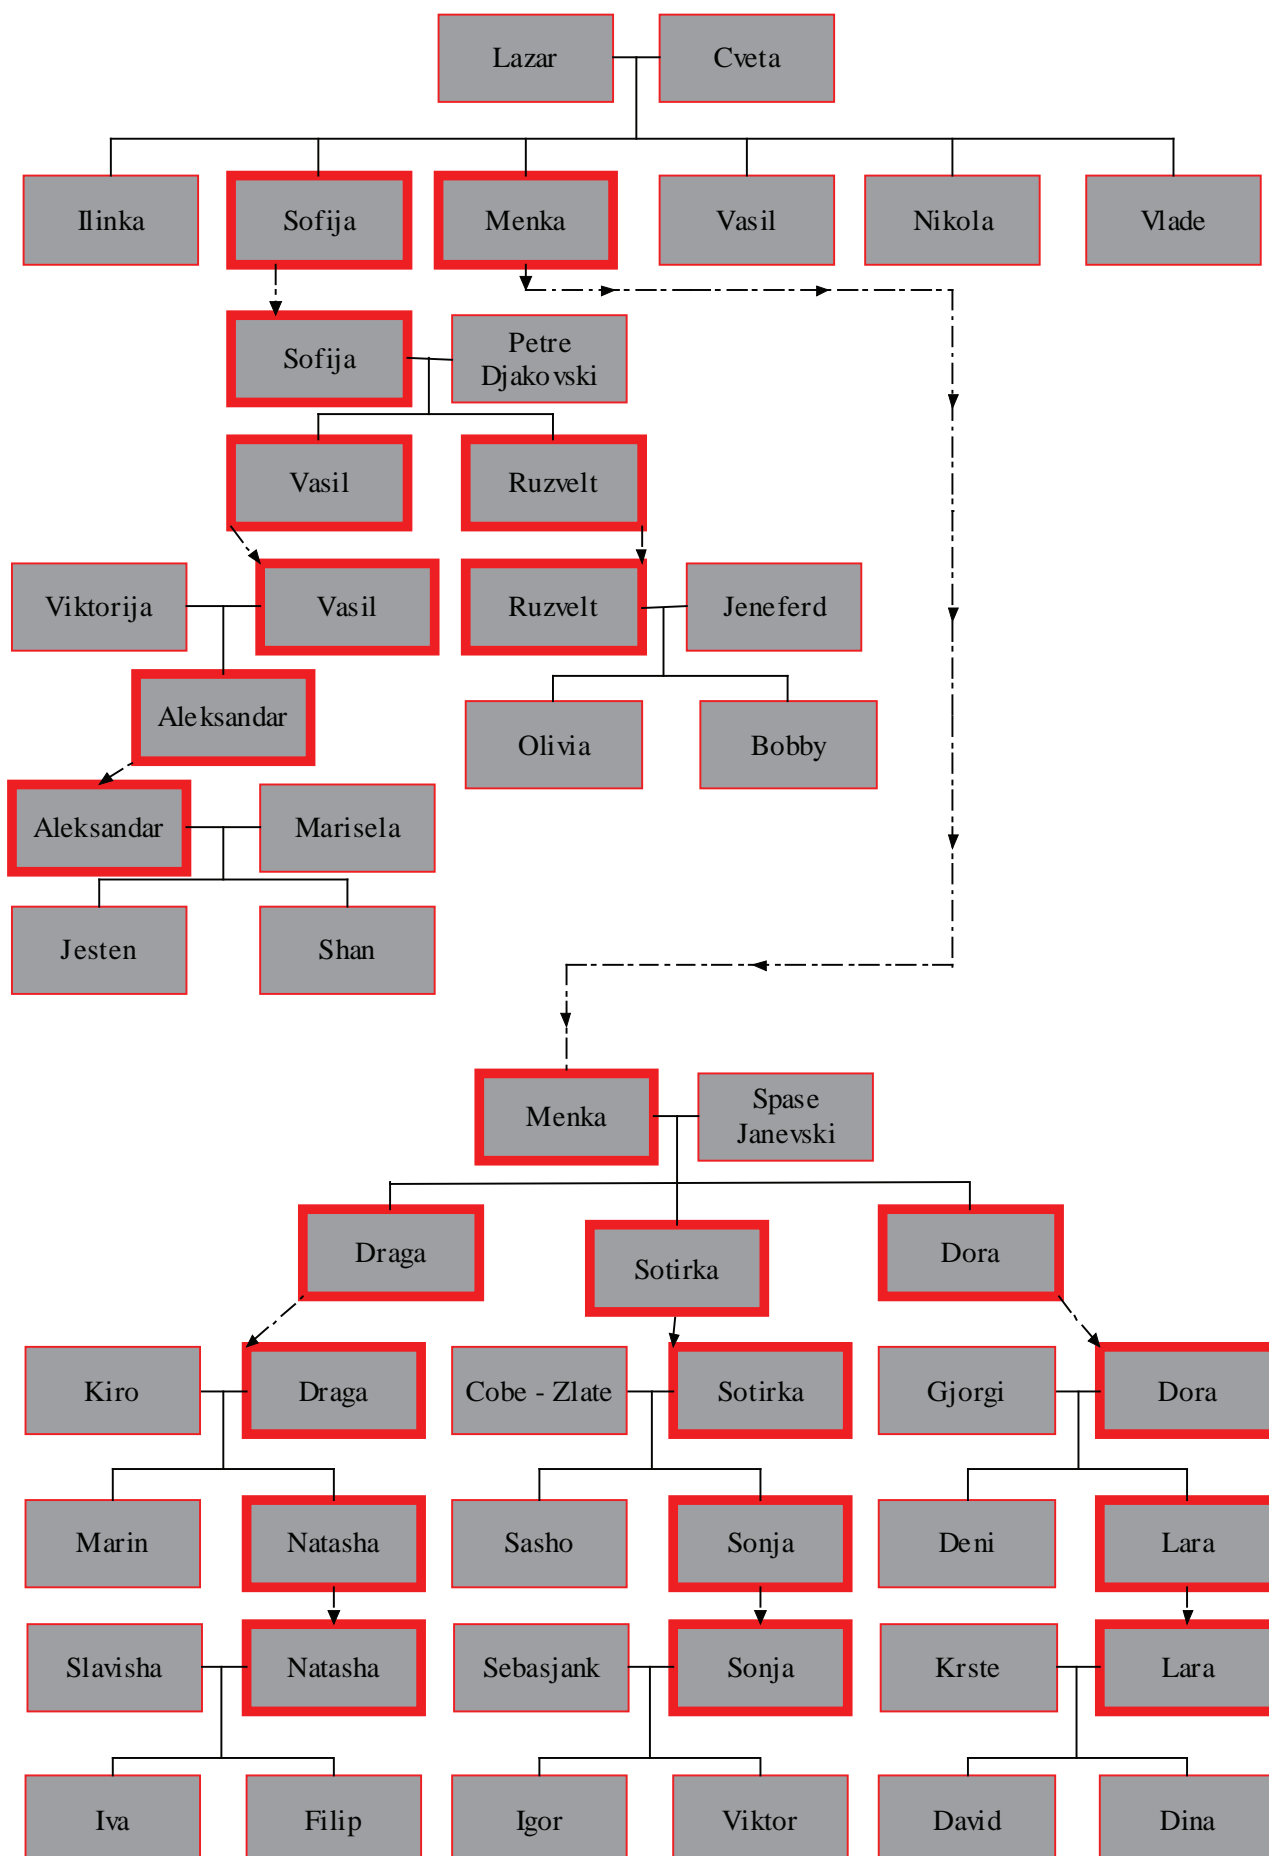 Lazar
Cveta
Ilinka
Sofija
Menka
Vasil
Nikola
Vlade
Sofija
Petre
Djakovski
Vasil
Ruzvelt
Viktorija
Vasil
Ruzvelt
Jeneferd
Aleksandar
Olivia
Bobby
Aleksandar
Marisela
Jesten
Shan
Menka
Spase
Janevski
Draga
Sotirka
Dora
Kiro
Draga
Cobe - Zlate
Sotirka
Gjorgi
Dora
Marin
Natasha
Sasho
Sonja
Deni
Lara
Slavisha
Natasha
Sebasjank
Sonja
Krste
Lara
Iva
Filip
Igor
Viktor
David
Dina